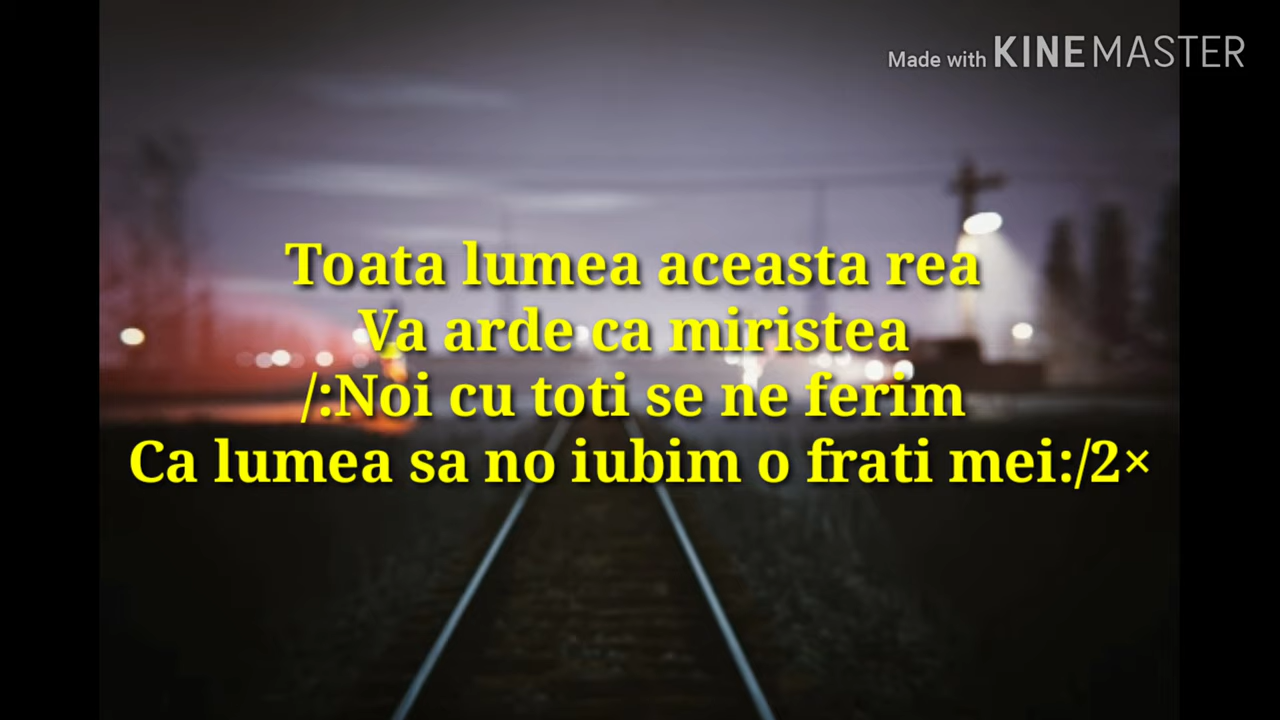 Made with KINEMASTER
Toata lumea aceasta rea
Va arde ca miristea
/:Noi cu toti se ne ferim
Ca lumea sa no iubim o frati mei:/2×